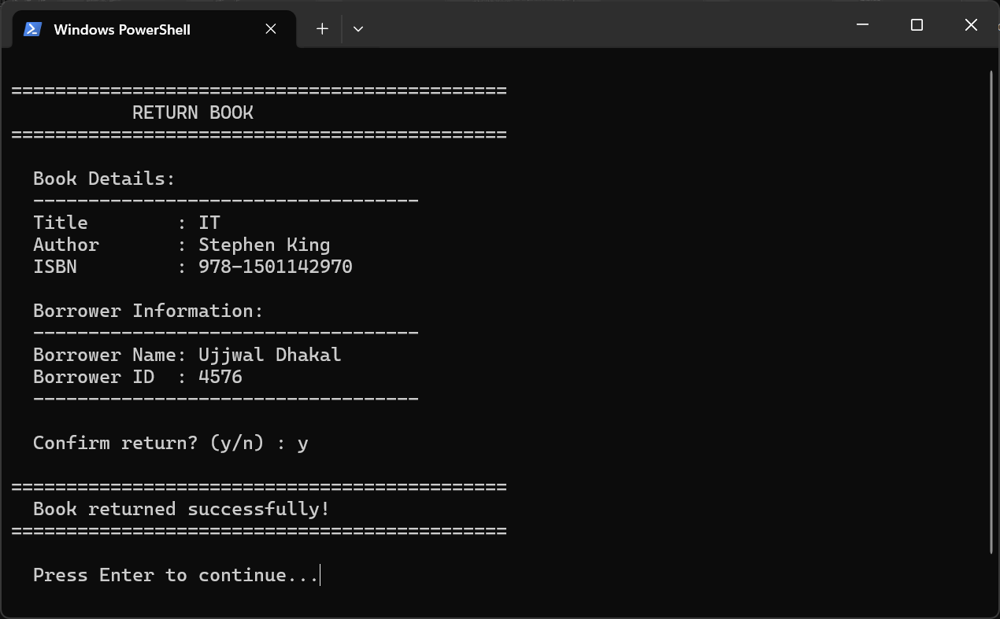 Windows PowerShell
=============================================
           RETURN BOOK
=============================================
  Book Details:
  -----------------------------------
  Title        : IT
  Author       : Stephen King
  ISBN         : 978-1501142970
  Borrower Information:
  -----------------------------------
  Borrower Name: Ujjwal Dhakal
  Borrower ID  : 4576
  -----------------------------------
  Confirm return? (y/n) : y
=============================================
  Book returned successfully!
=============================================
  Press Enter to continue...